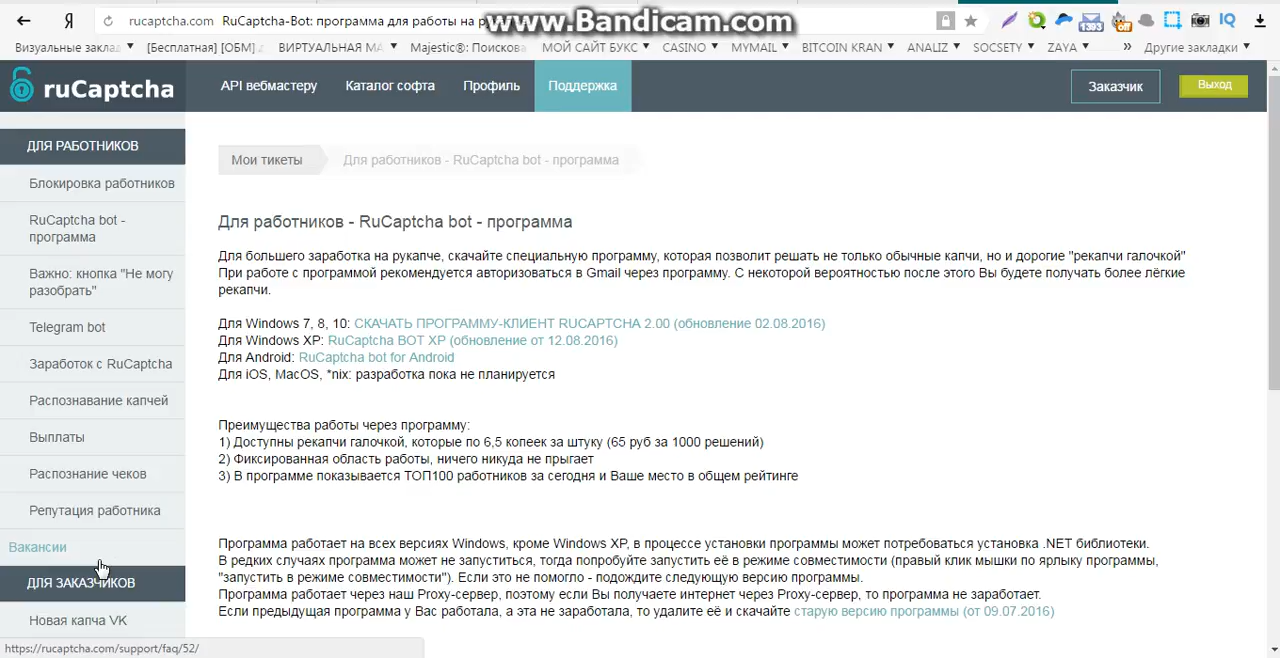 Я
rucaptcha.com RuCaptcha-Bot: программа для работы на р
www.Bandicam.com
1393
off
IQ
Визуальные заклад
[Бесплатная] [ОБМ]
ВИРТУАЛЬНАЯ МА
Majestic®: Поискова
МОЙ САЙТ БУКС
CASINO
MYMAIL
BITCOIN KRAN
ANALIZ
SOCSETY
ZAYA
»
Другие закладки
ruCaptcha
API вебмастеру
Каталог софта
Профиль
Поддержка
Заказчик
Выход
ДЛЯ РАБОТНИКОВ
Блокировка работников
RuCaptcha bot -
программа
Важно: кнопка "Не могу
разобрать"
Telegram bot
Заработок с RuCaptcha
Распознавание капчей
Выплаты
Распознание чеков
Репутация работника
Вакансии
ДЛЯ ЗАКАЗЧИКОВ
Новая капча VK
Мои тикеты
Для работников - RuCaptcha bot - программа
Для работников - RuCaptcha bot - программа
Для большего заработка на рукапче, скачайте специальную программу, которая позволит решать не только обычные капчи, но и дорогие "рекапчи галочкой"
При работе с программой рекомендуется авторизоваться в Gmail через программу. С некоторой вероятностью после этого Вы будете получать более лёгкие
рекапчи.
Для Windows 7, 8, 10: СКАЧАТЬ ПРОГРАММУ-КЛИЕНТ RUCAPTCHA 2.00 (обновление 02.08.2016)
Для Windows XP: RuCaptcha BOT XP (обновление от 12.08.2016)
Для Android: RuCaptcha bot for Android
Для iOS, MacOS, *nix: разработка пока не планируется
Преимущества работы через программу:
1) Доступны рекапчи галочкой, которые по 6,5 копеек за штуку (65 руб за 1000 решений)
2) Фиксированная область работы, ничего никуда не прыгает
3) В программе показывается ТОП100 работников за сегодня и Ваше место в общем рейтинге
Программа работает на всех версиях Windows, кроме Windows XP, в процессе установки программы может потребоваться установка .NET библиотеки.
В редких случаях программа может не запуститься, тогда попробуйте запустить её в режиме совместимости (правый клик мышки по ярлыку программы,
"запустить в режиме совместимости"). Если это не помогло - подождите следующую версию программы.
Программа работает через наш Proxy-сервер, поэтому если Вы получаете интернет через Proxy-сервер, то программа не заработает.
Если предыдущая программа у Вас работала, а эта не заработала, то удалите её и скачайте старую версию программы (от 09.07.2016)
https://rucaptcha.com/support/faq/52/